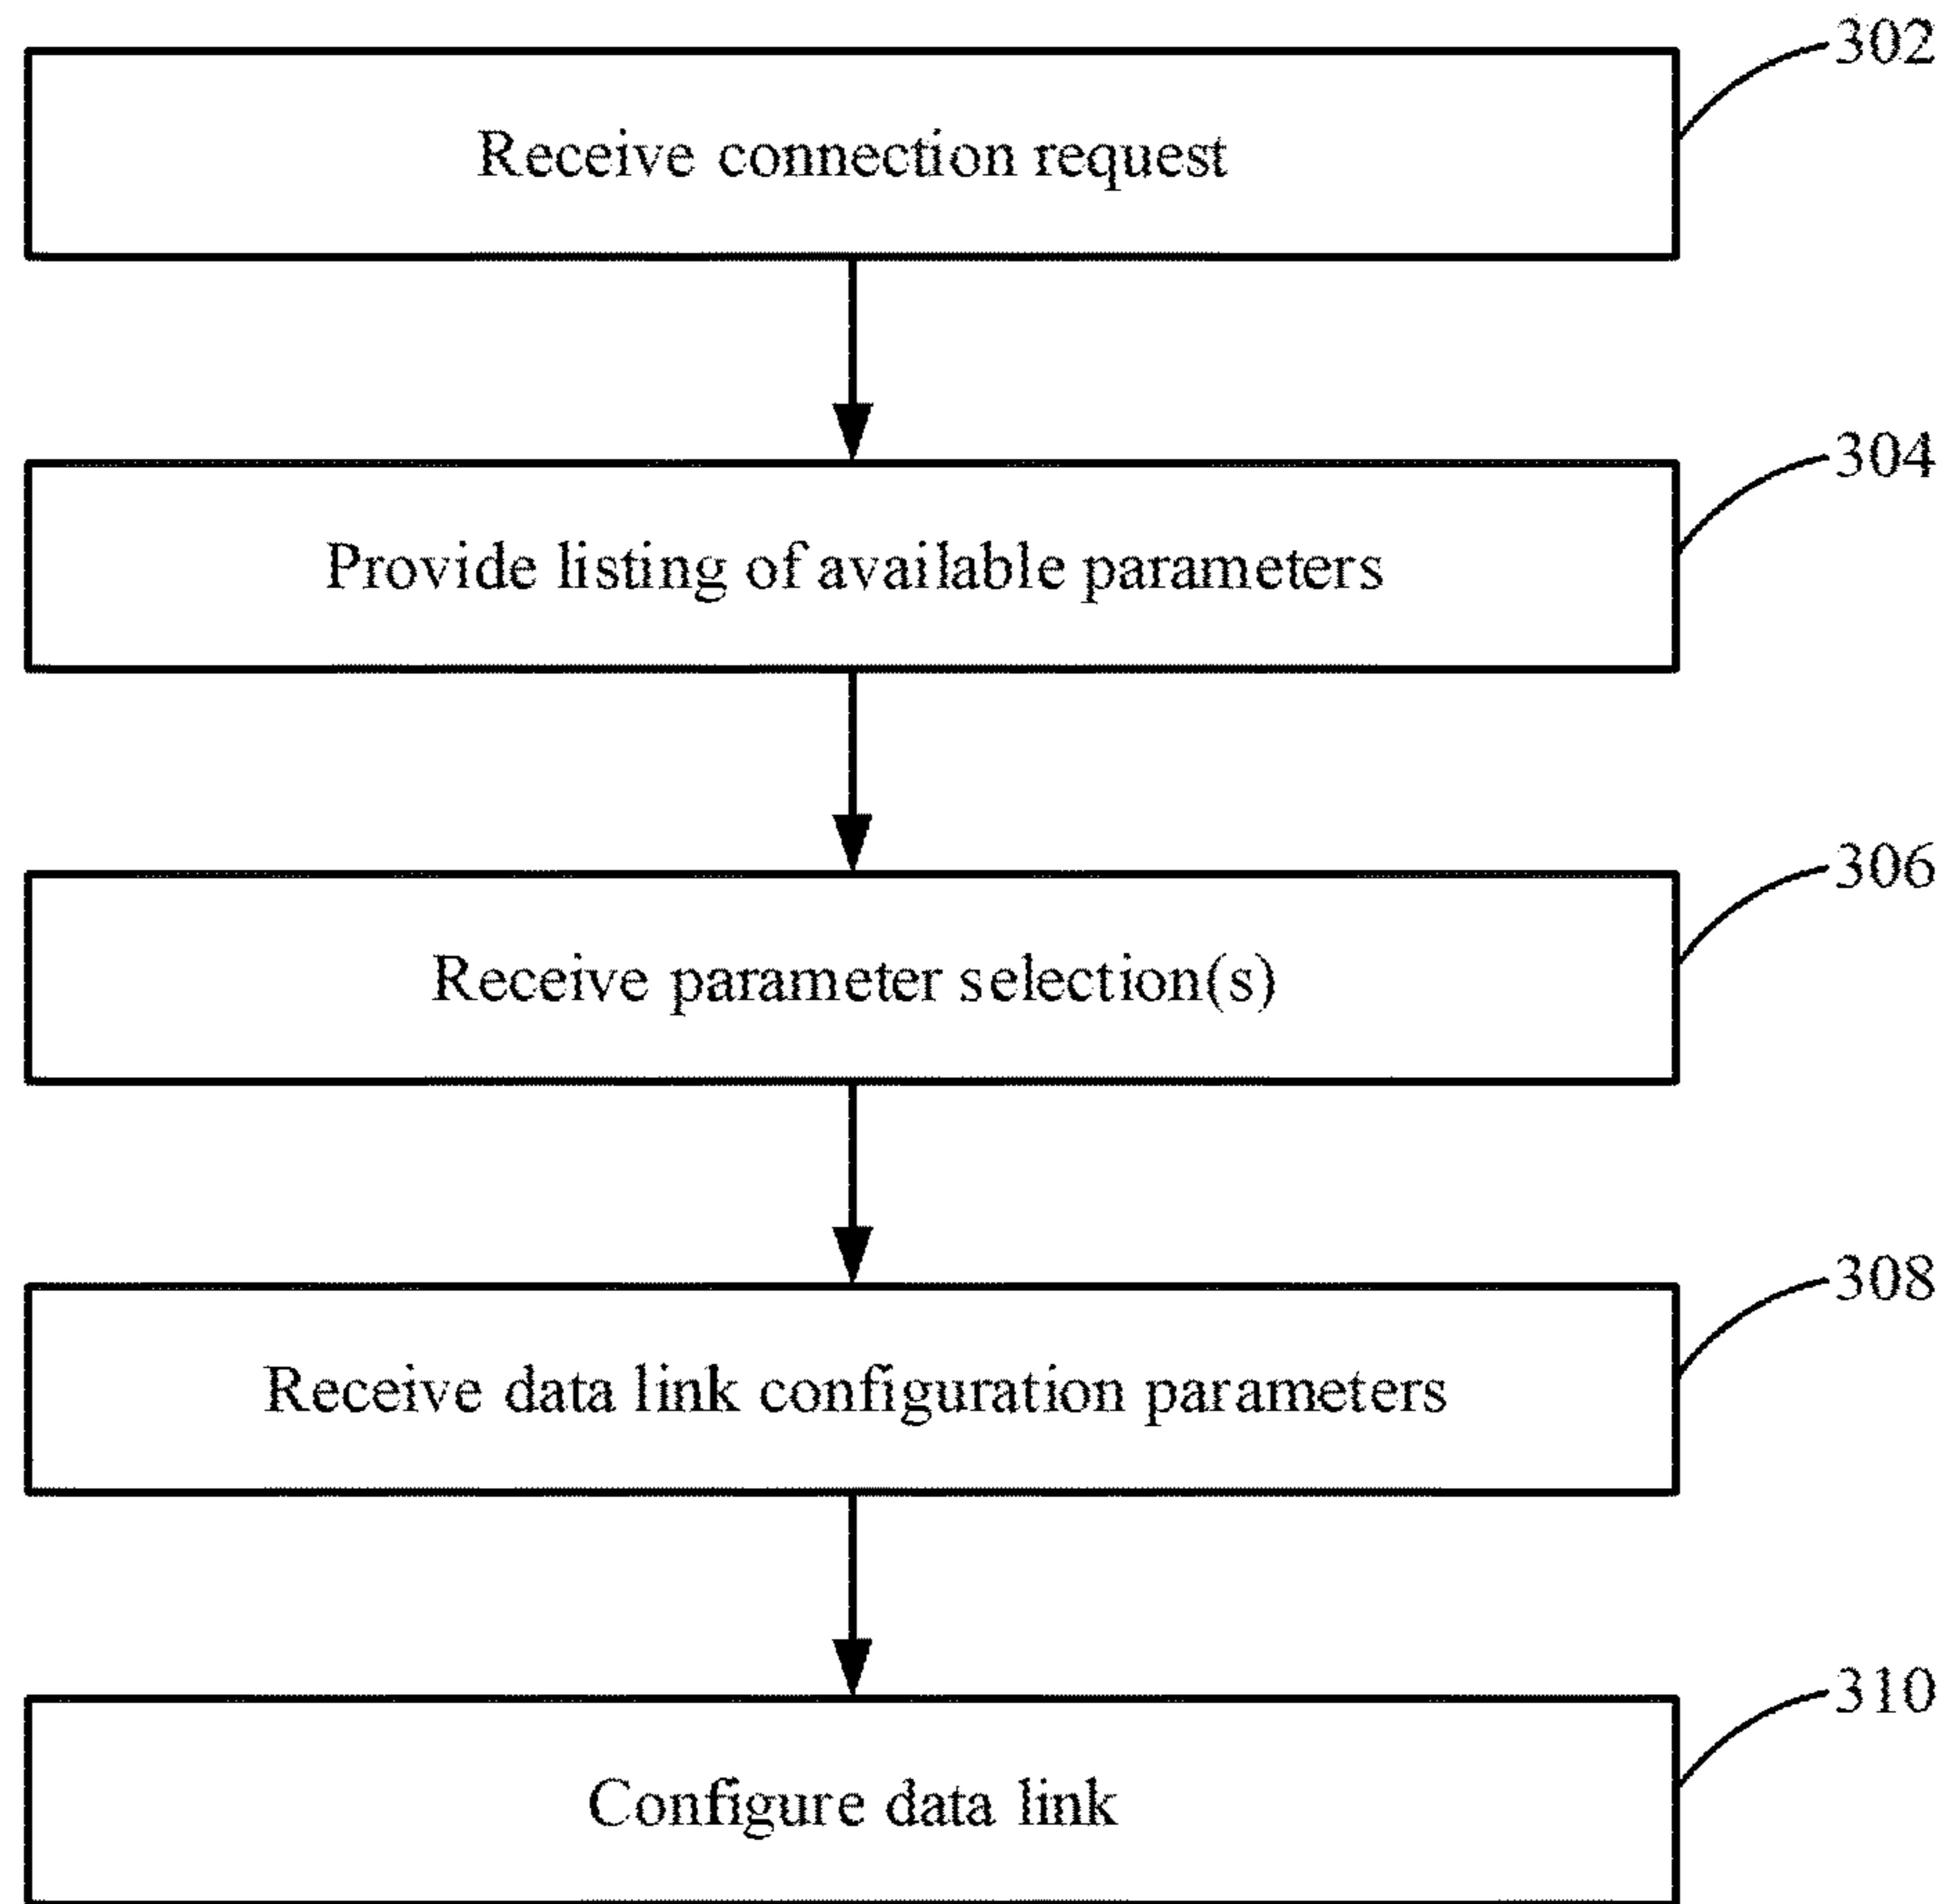 302
Receive connection request
304
Provide listing of available parameters
306
Receive parameter selection(s)
308
Receive data link configuration parameters
310
Configure data link